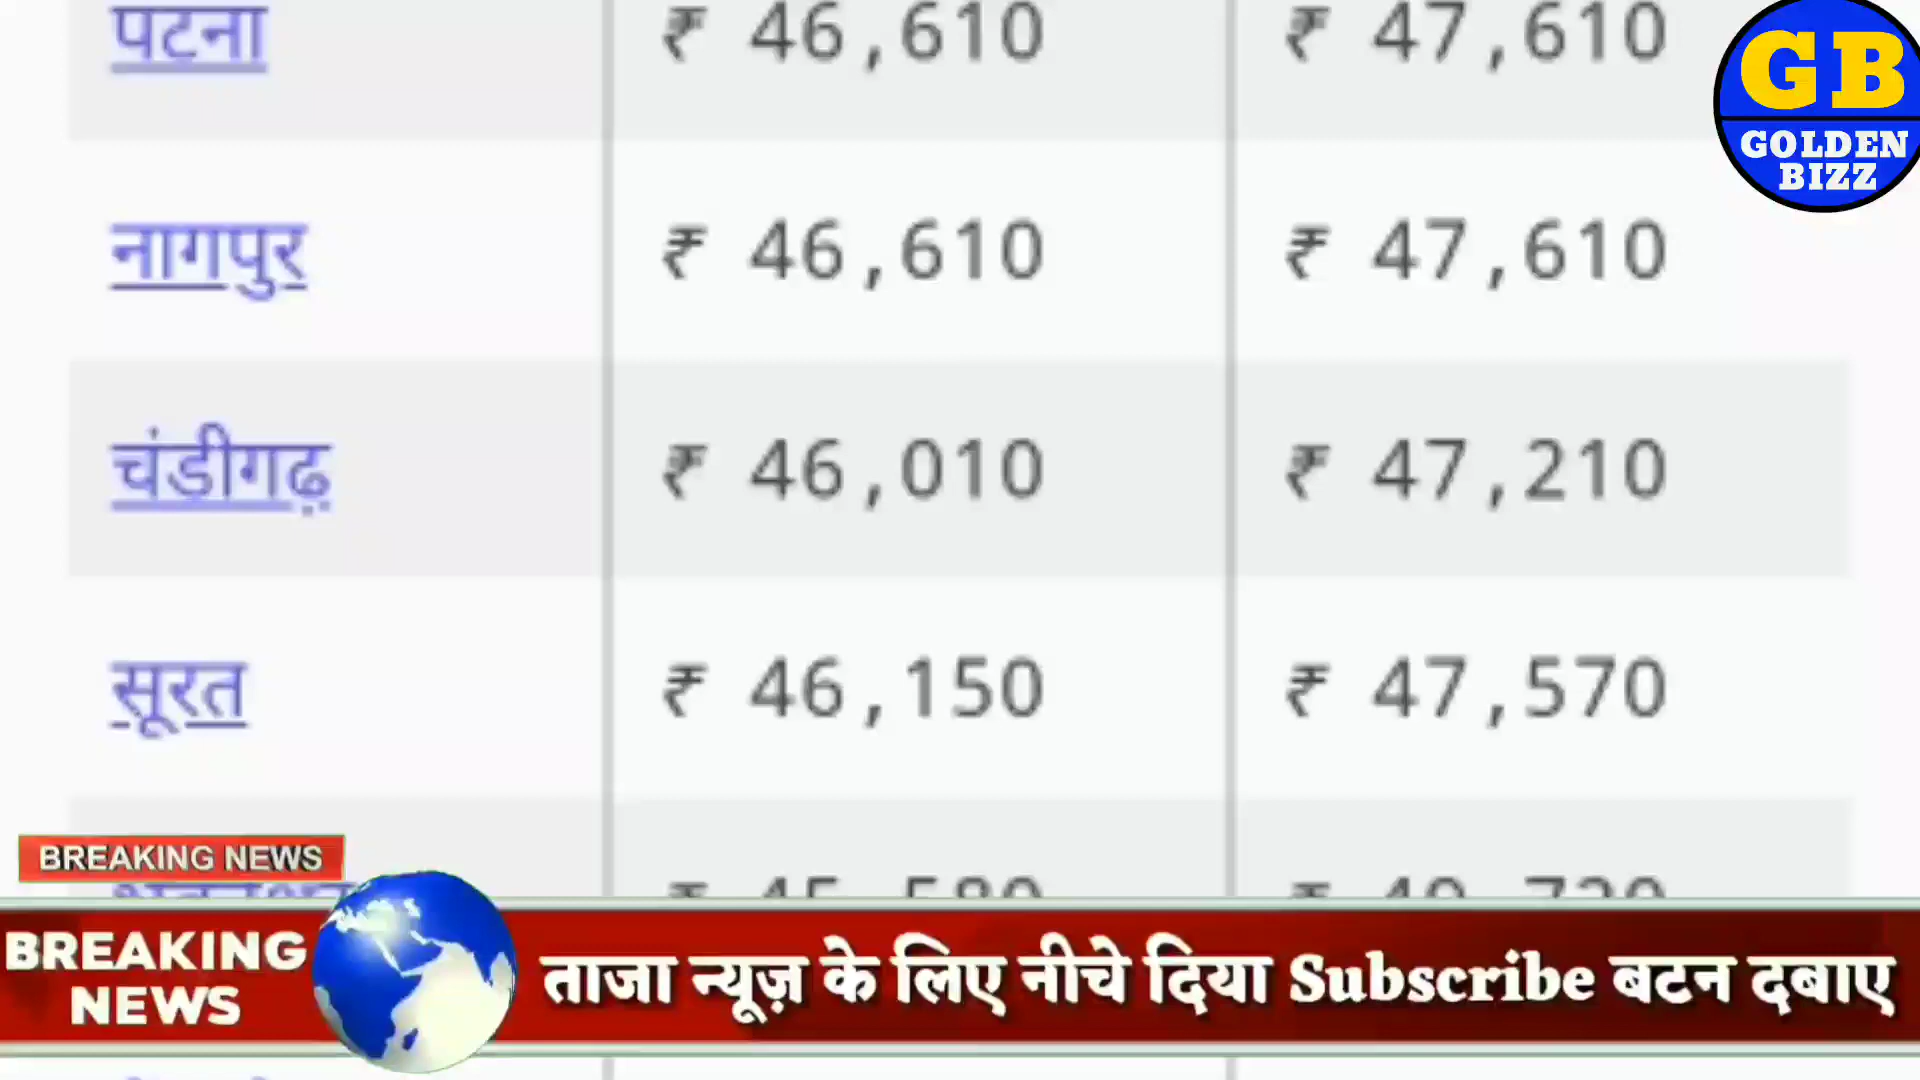 पटना ₹ 46,610 ₹ 47,610
GB
GOLDEN
BIZZ
नागपुर ₹ 46,610 ₹ 47,610
चंडीगढ़ ₹ 46,010 ₹ 47,210
सूरत ₹ 46,150 ₹ 47,570
BREAKING NEWS
BREAKING
NEWS
ताजा न्यूज़ के लिए नीचे दिया Subscribe बटन दबाए